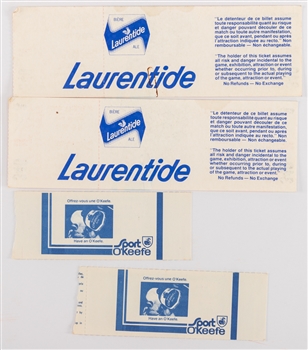 BIERE
Laurentide
ALE
Laurentide
"Le détenteur de ce billet assume
toute responsabilité quant au risque
et danger pouvant découler de ce
match ou toute autre manifestation,
que ce soit avant, pendant ou après
l'attraction indiquée au recto." Non
remboursable — Non échangeable.
"The holder of this ticket assumes
all risk and danger incidental to the
game, exhibition, attraction or event
whether occurring prior to, during
or subsequent to the actual playing
of the game, attraction or event."
No Refunds — No Exchange
BIERE
Laurentide
ALE
Laurentide
"Le détenteur de ce billet assume
toute responsabilité quant au risque
et danger pouvant découler de ce
match ou toute autre manifestation,
que ce soit avant, pendant ou après
l'attraction indiquée au recto." Non
remboursable — Non échangeable.
"The holder of this ticket assumes
all risk and danger incidental to the
game, exhibition, attraction or event
whether occurring prior to, during
or subsequent to the actual playing
of the game, attraction or event."
No Refunds — No Exchange
Offrez-vous une O'Keefe
Have an O'Keefe
Sport
O'Keefe
Offrez-vous une O'Keefe
Have an O'Keefe
Sport
O'Keefe